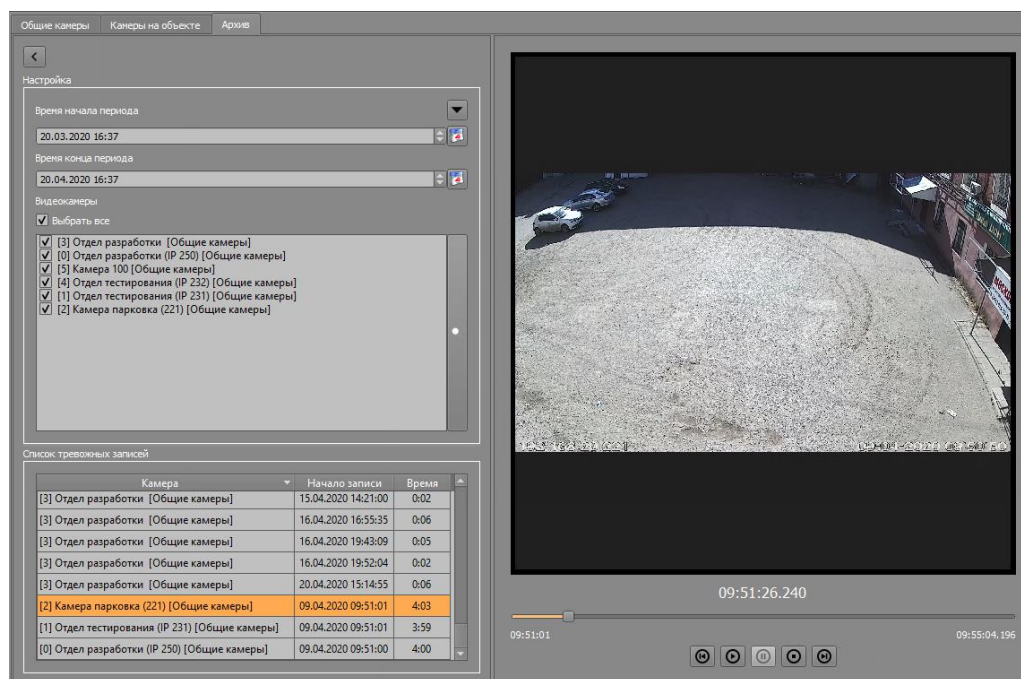 Общие камеры
Камеры на объекте
Архив
Настройка
Время начала периода
20.03.2020 16:37
Время конца периода
20.04.2020 16:37
Видеокамеры
Выбрать все
[3] Отдел разработки [Общие камеры]
[0] Отдел разработки (IP 250) [Общие камеры]
[5] Камера 100 [Общие камеры]
[4] Отдел тестирования (IP 232) [Общие камеры]
[1] Отдел тестирования (IP 231) [Общие камеры]
[2] Камера парковка (221) [Общие камеры]
Список тревожных записей
Камера Начало записи Время
[3] Отдел разработки [Общие камеры] 15.04.2020 14:21:00 0:02
[3] Отдел разработки [Общие камеры] 16.04.2020 16:55:35 0:06
[3] Отдел разработки [Общие камеры] 16.04.2020 19:43:09 0:05
[3] Отдел разработки [Общие камеры] 16.04.2020 19:52:04 0:02
[3] Отдел разработки [Общие камеры] 20.04.2020 15:14:55 0:06
[2] Камера парковка (221) [Общие камеры] 09.04.2020 09:51:01 4:03
[1] Отдел тестирования (IP 231) [Общие камеры] 09.04.2020 09:51:01 3:59
[0] Отдел разработки (IP 250) [Общие камеры] 09.04.2020 09:51:00 4:00
09:51:26.240
09:51:01
09:55:04.196